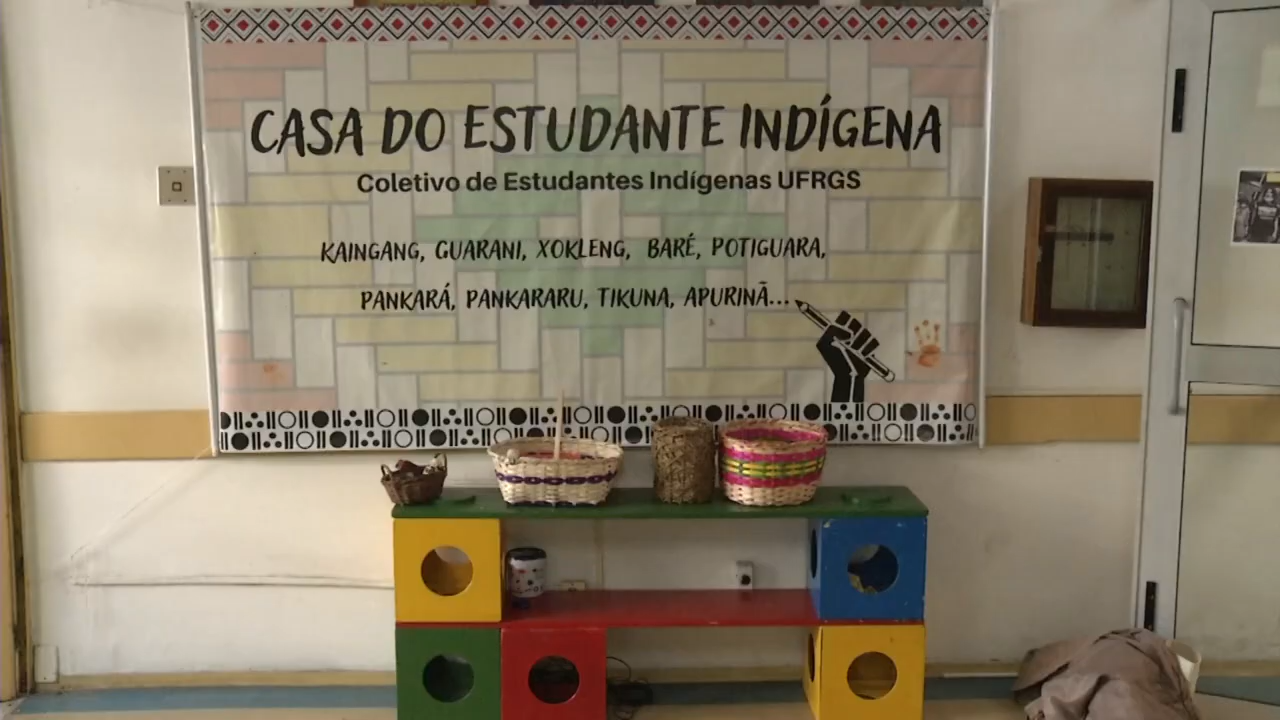 CASA DO ESTUDANTE INDÍGENA
Coletivo de Estudantes Indígenas UFRGS
KAINGANG, GUARANI, XOKLENG, BARÉ, POTIGUARA,
PANKARÁ, PANKARARU, TIKUNA, APURINÃ...